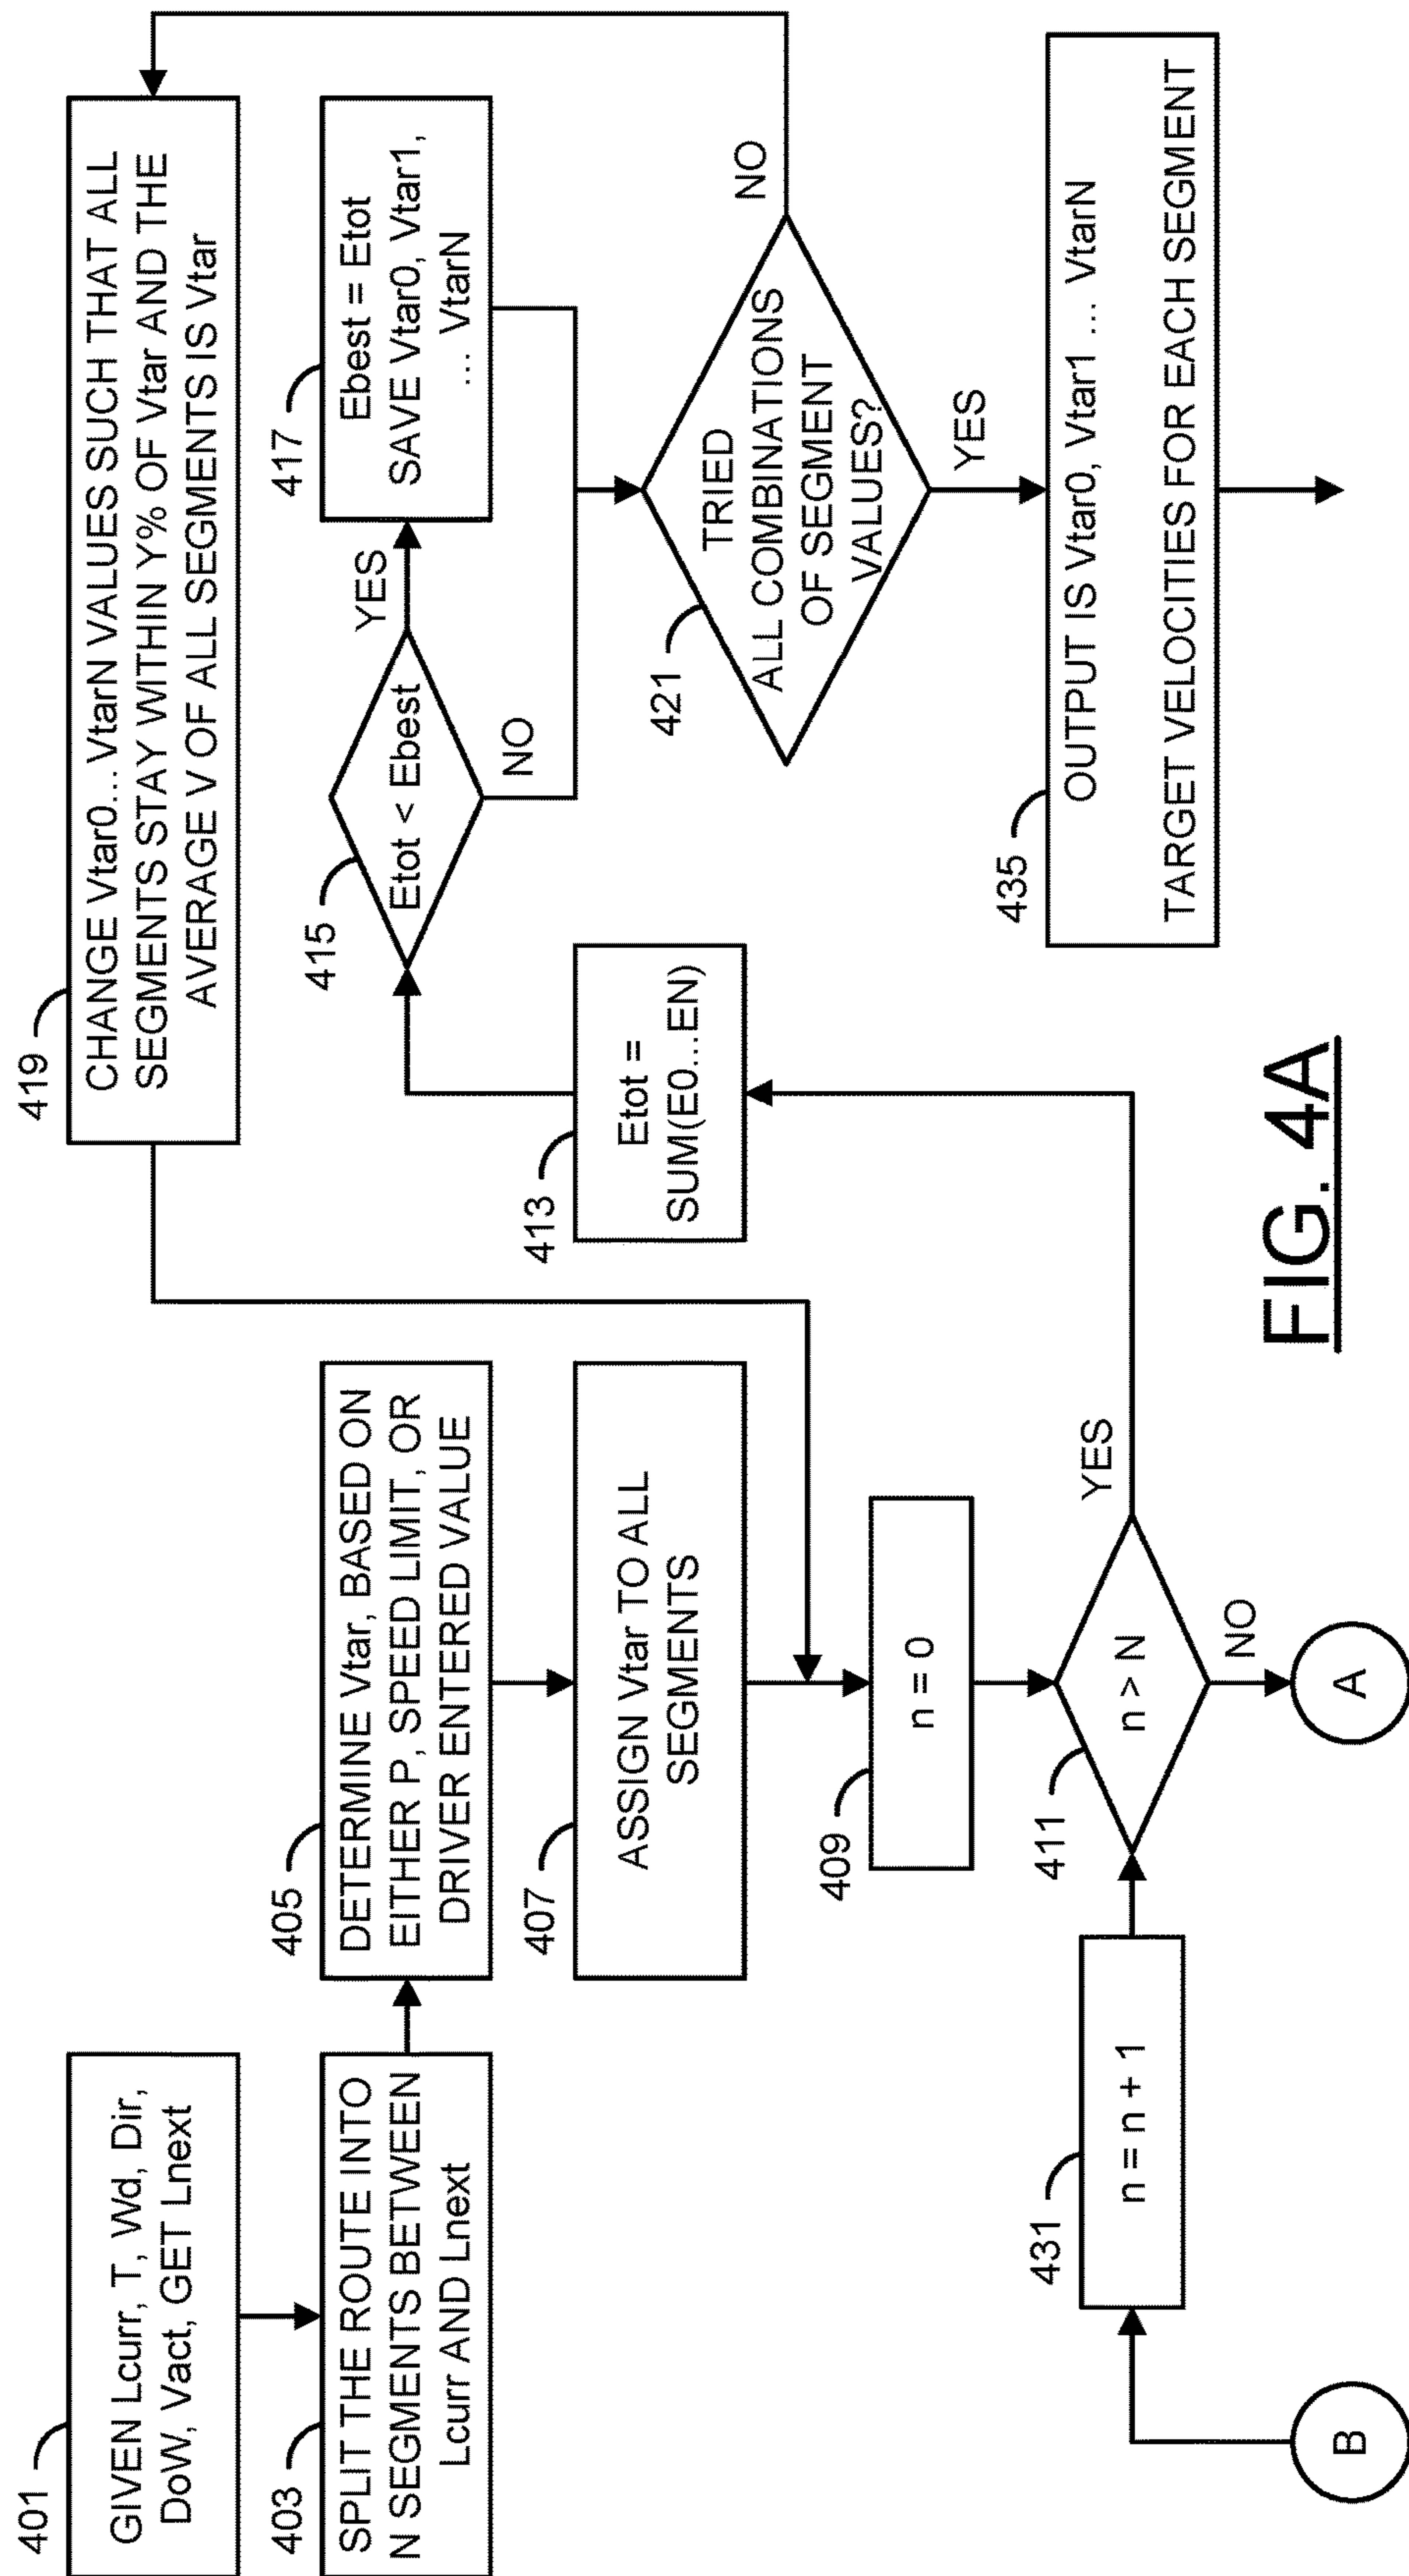 401
GIVEN Lcurr, T, Wd, Dir,
DoW, Vact, GET Lnext
403
SPLIT THE ROUTE INTO
N SEGMENTS BETWEEN
Lcurr AND Lnext
405
DETERMINE Vtar, BASED ON
EITHER P, SPEED LIMIT, OR
DRIVER ENTERED VALUE
407
ASSIGN Vtar TO ALL
SEGMENTS
409
n = 0
411
n > N
YES
NO
A
B
431
n = n + 1
413
Etot =
SUM(E0...EN)
415
Etot < Ebest
YES
NO
417
Ebest = Etot
SAVE Vtar0, Vtar1,
... VtarN
419
CHANGE Vtar0...VtarN VALUES SUCH THAT ALL
SEGMENTS STAY WITHIN Y% OF Vtar AND THE
AVERAGE V OF ALL SEGMENTS IS Vtar
421
TRIED
ALL COMBINATIONS
OF SEGMENT
VALUES?
NO
YES
435
OUTPUT IS Vtar0, Vtar1 ... VtarN
TARGET VELOCITIES FOR EACH SEGMENT
FIG. 4A